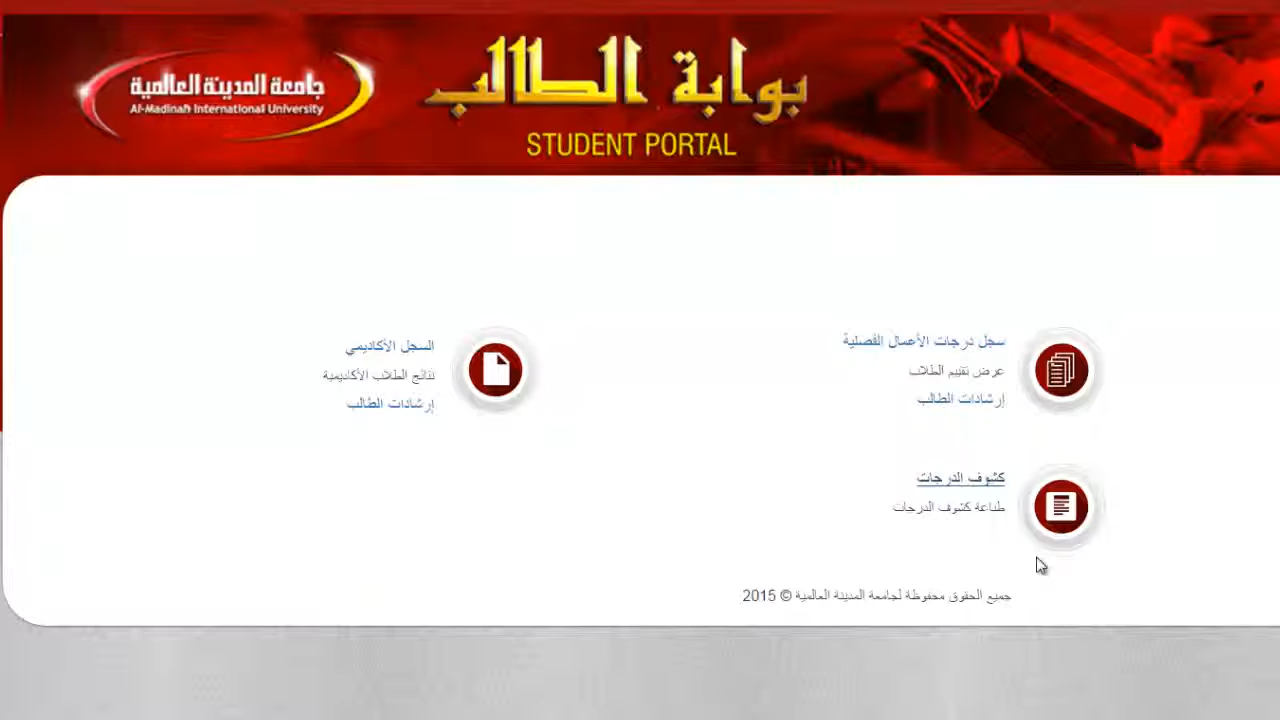 جامعة المدينة العالمية
Al-Madinah International University
بوابة الطالب
STUDENT PORTAL
سجل درجات الأعمال الفصلية
عرض تقييم الطلاب
إرشادات الطالب
السجل الأكاديمي
نتائج الطلاب الأكاديمية
إرشادات الطالب
كشوف الدرجات
طباعة كشوف الدرجات
جميع الحقوق محفوظة لجامعة المدينة العالمية © 2015